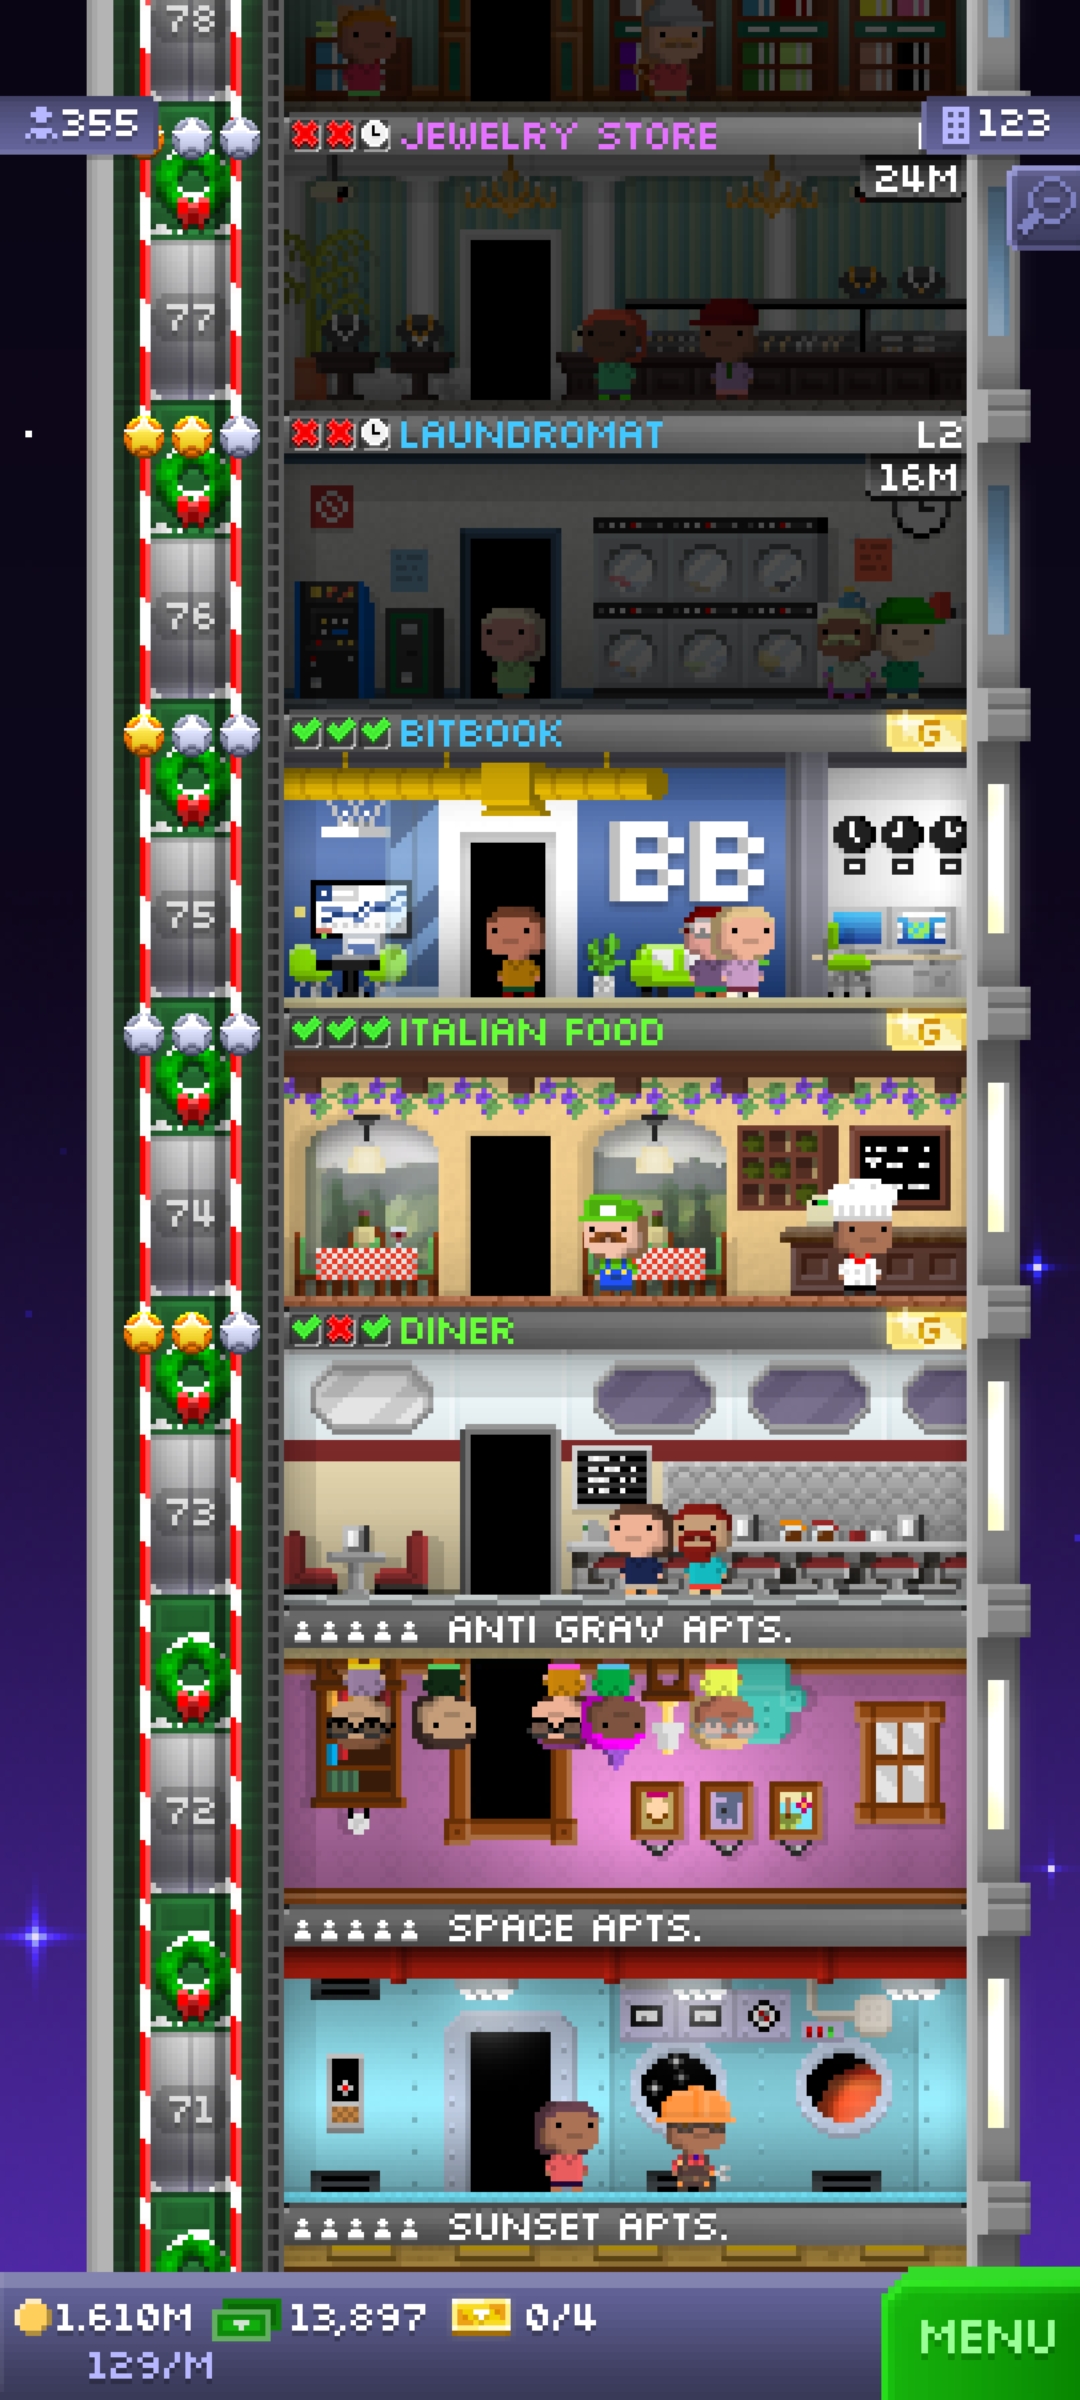 78
355
123
JEWELRY STORE
24M
77
LAUNDROMAT
L2
16M
76
BITBOOK
G
BB
75
ITALIAN FOOD
G
74
DINER
G
73
ANTI GRAV APTS.
72
SPACE APTS.
71
SUNSET APTS.
1.610M
13,897
0/4
129/M
MENU